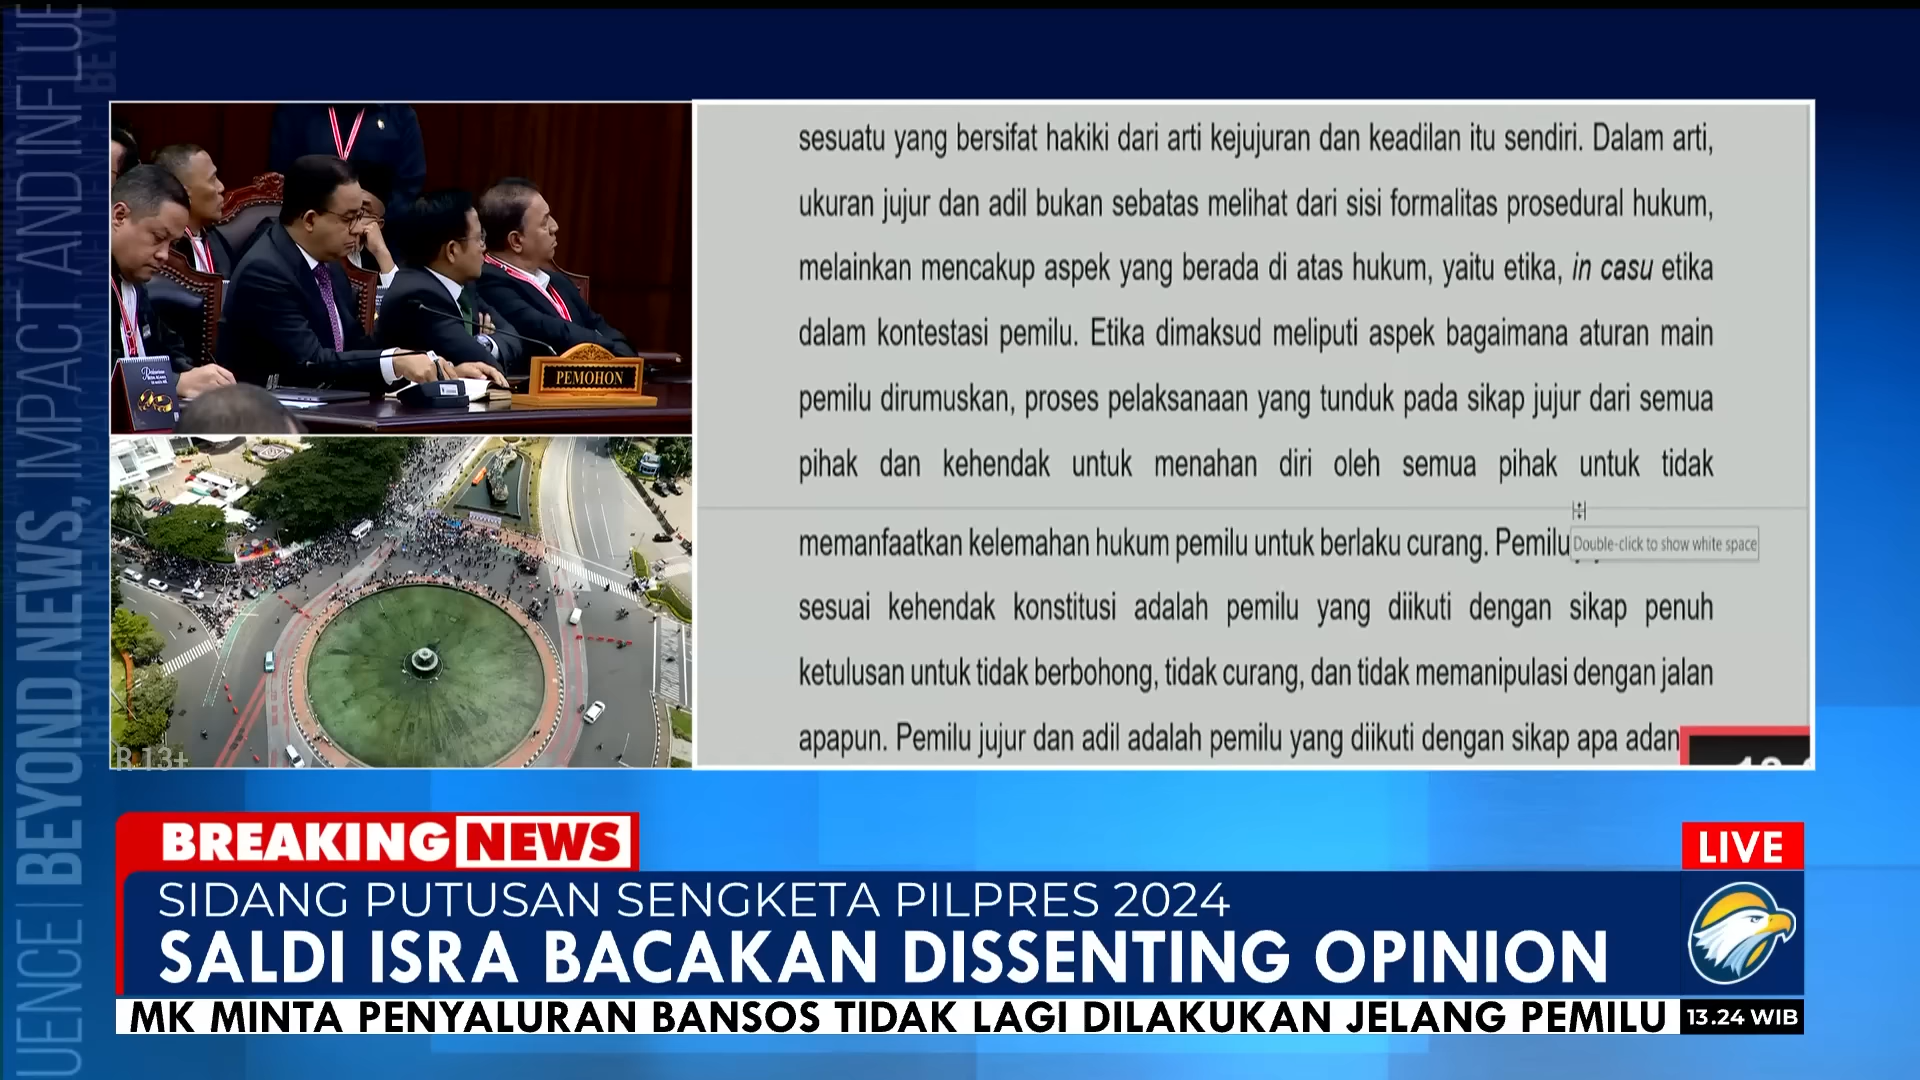 BEYOND NEWS, IMPACT AND INFLUENCE
PEMOHON
R 13+
sesuatu yang bersifat hakiki dari arti kejujuran dan keadilan itu sendiri. Dalam arti,
ukuran jujur dan adil bukan sebatas melihat dari sisi formalitas prosedural hukum,
melainkan mencakup aspek yang berada di atas hukum, yaitu etika, in casu etika
dalam kontestasi pemilu. Etika dimaksud meliputi aspek bagaimana aturan main
pemilu dirumuskan, proses pelaksanaan yang tunduk pada sikap jujur dari semua
pihak dan kehendak untuk menahan diri oleh semua pihak untuk tidak
memanfaatkan kelemahan hukum pemilu untuk berlaku curang. Pemilu
Double-click to show white space
sesuai kehendak konstitusi adalah pemilu yang diikuti dengan sikap penuh
ketulusan untuk tidak berbohong, tidak curang, dan tidak memanipulasi dengan jalan
apapun. Pemilu jujur dan adil adalah pemilu yang diikuti dengan sikap apa adan
BREAKING NEWS
LIVE
SIDANG PUTUSAN SENGKETA PILPRES 2024
SALDI ISRA BACAKAN DISSENTING OPINION
MK MINTA PENYALURAN BANSOS TIDAK LAGI DILAKUKAN JELANG PEMILU
13.24 WIB